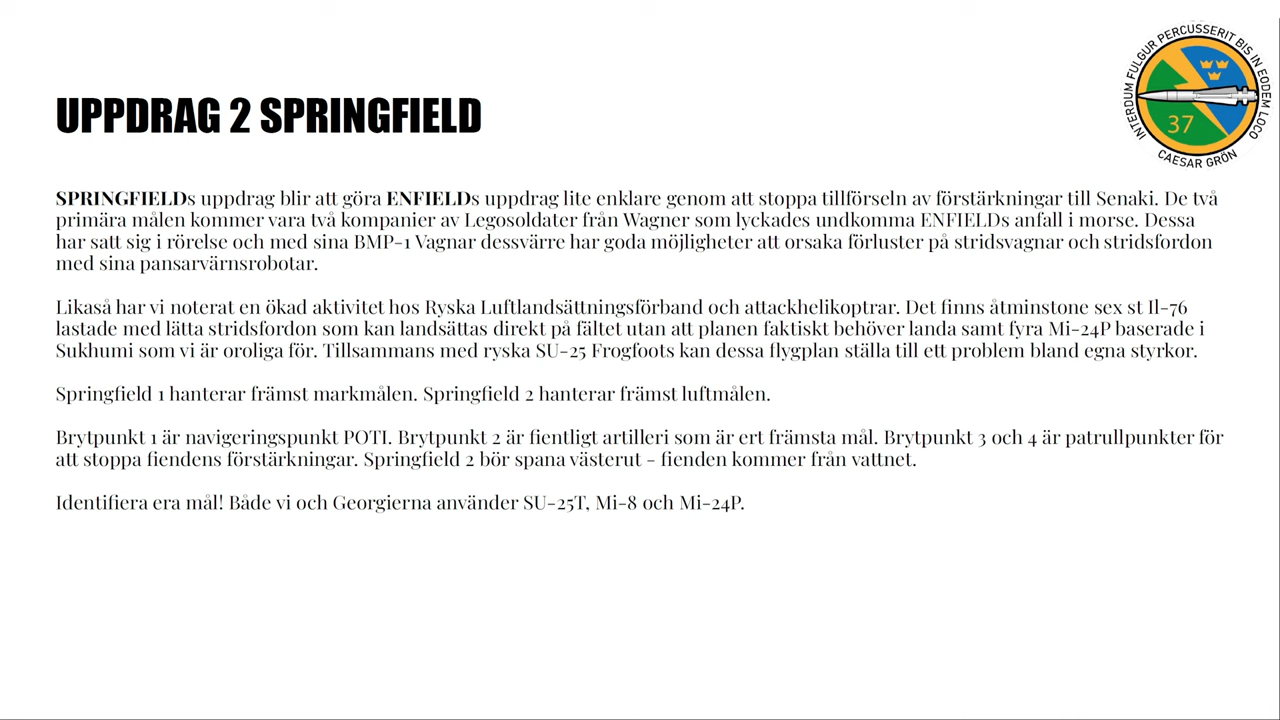 INTERDUM FULGUR PERCUSSERIT BIS IN EODEM LOCO
37
CAESAR GRÖN
UPPDRAG 2 SPRINGFIELD
SPRINGFIELDs uppdrag blir att göra ENFIELDs uppdrag lite enklare genom att stoppa tillförseln av förstärkningar till Senaki. De två
primära målen kommer vara två kompanier av Legosoldater från Wagner som lyckades undkomma ENFIELDs anfall i morse. Dessa
har satt sig i rörelse och med sina BMP-1 Vagnar dessvärre har goda möjligheter att orsaka förluster på stridsvagnar och stridsfordon
med sina pansarvärnsrobotar.
Likaså har vi noterat en ökad aktivitet hos Ryska Luftlandsättningsförband och attackhelikoptrar. Det finns åtminstone sex st Il-76
lastade med lätta stridsfordon som kan landsättas direkt på fältet utan att planen faktiskt behöver landa samt fyra Mi-24P baserade i
Sukhumi som vi är oroliga för. Tillsammans med ryska SU-25 Frogfoots kan dessa flygplan ställa till ett problem bland egna styrkor.
Springfield 1 hanterar främst markmålen. Springfield 2 hanterar främst luftmålen.
Brytpunkt 1 är navigeringspunkt POTI. Brytpunkt 2 är fientligt artilleri som är ert främsta mål. Brytpunkt 3 och 4 är patrullpunkter för
att stoppa fiendens förstärkningar. Springfield 2 bör spana västerut - fienden kommer från vattnet.
Identifiera era mål! Både vi och Georgierna använder SU-25T, Mi-8 och Mi-24P.